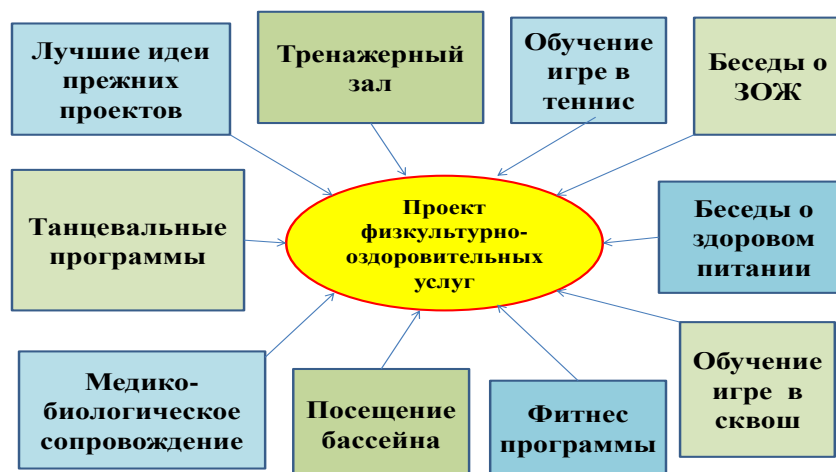 Лучшие идеи
прежних
проектов
Тренажерный
зал
Обучение
игре в
теннис
Беседы о
ЗОЖ
Танцевальные
программы
Проект
физкультурно-
оздоровительных
услуг
Беседы о
здоровом
питании
Медико-
биологическое
сопровождение
Посещение
бассейна
Фитнес
программы
Обучение
игре в
сквош